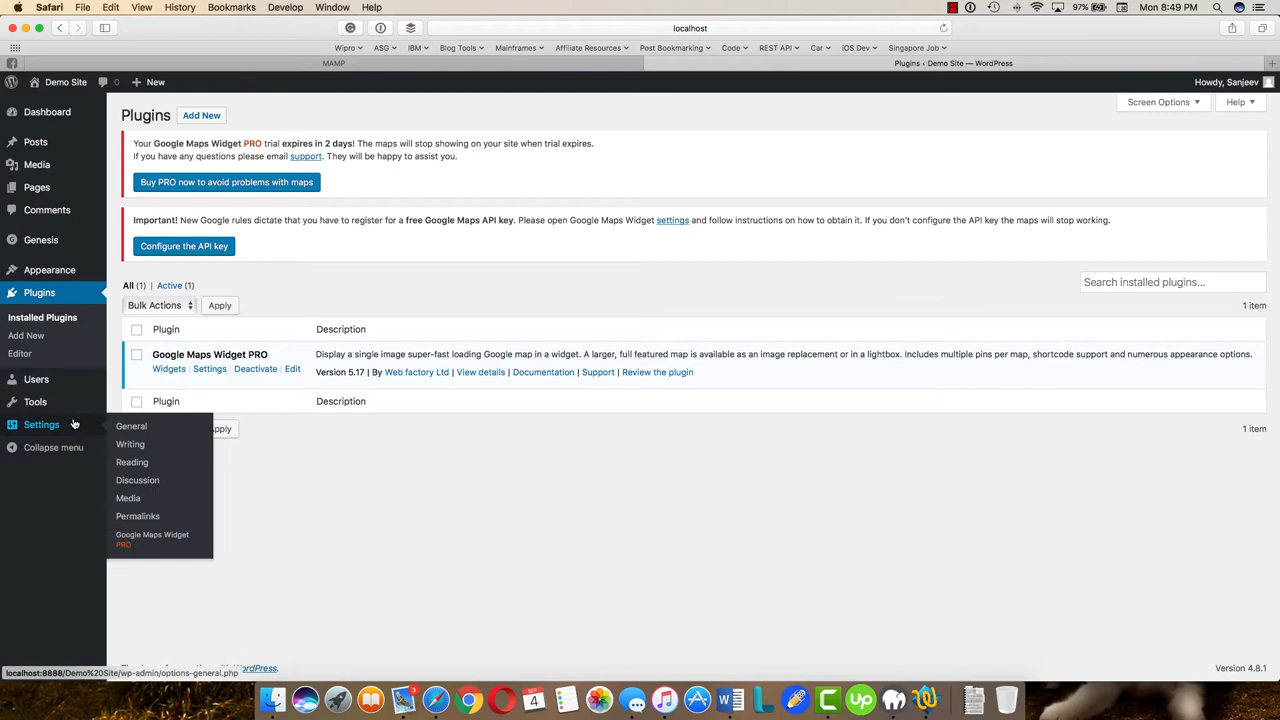 Safari File Edit View History Bookmarks Develop Window Help 97% Mon 8:49 PM
localhost
Wipro ASG IBM Blog Tools Mainframes Affiliate Resources Post Bookmarking Code REST API Car iOS Dev Singapore Job
MAMP Plugins ‹ Demo Site — WordPress
Demo Site 0 New Howdy, Sanjeev
Dashboard
Posts
Media
Pages
Comments
Genesis
Appearance
Plugins
Installed Plugins
Add New
Editor
Users
Tools
Settings
Collapse menu
General
Writing
Reading
Discussion
Media
Permalinks
Google Maps Widget
PRO
Screen Options Help
Plugins Add New
Your Google Maps Widget PRO trial expires in 2 days! The maps will stop showing on your site when trial expires.
If you have any questions please email support. They will be happy to assist you.
Buy PRO now to avoid problems with maps
Important! New Google rules dictate that you have to register for a free Google Maps API key. Please open Google Maps Widget settings and follow instructions on how to obtain it. If you don't configure the API key the maps will stop working.
Configure the API key
All (1) | Active (1)
Search installed plugins...
Bulk Actions Apply 1 item
Plugin Description
Google Maps Widget PRO Display a single image super-fast loading Google map in a widget. A larger, full featured map is available as an image replacement or in a lightbox. Includes multiple pins per map, shortcode support and numerous appearance options.
Widgets | Settings | Deactivate | Edit Version 5.17 | By Web factory Ltd | View details | Documentation | Support | Review the plugin
Plugin Description
Apply 1 item
WordPress. Version 4.8.1
localhost:8888/Demo%20Site/wp-admin/options-general.php
3
SEP
4
up